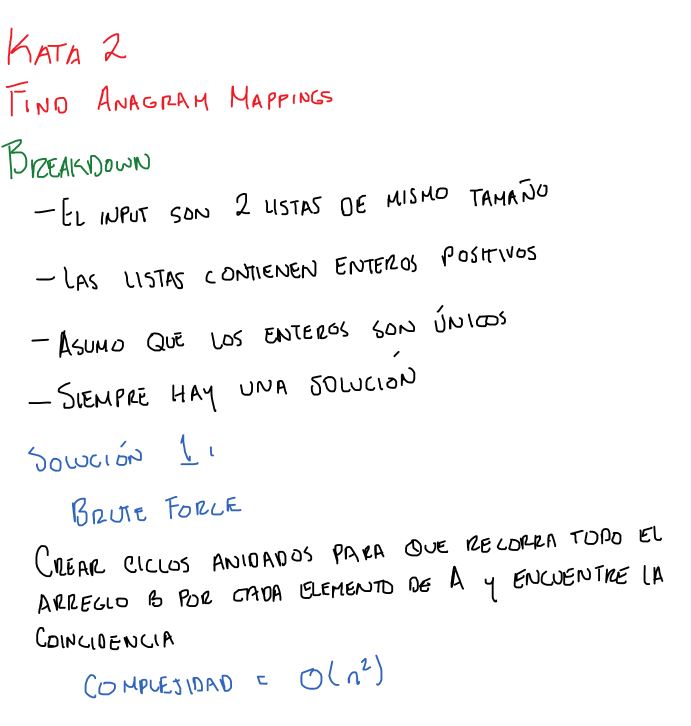 KATA 2
FIND ANAGRAM MAPPINGS
BREAKDOWN
- EL INPUT SON 2 LISTAS DE MISMO TAMAÑO
- LAS LISTAS CONTIENEN ENTEROS POSITIVOS
- ASUMO QUE LOS ENTEROS SON ÚNICOS
- SIEMPRE HAY UNA SOLUCIÓN
SOLUCIÓN 1.
BRUTE FORCE
CREAR CICLOS ANIDADOS PARA QUE RECORRA TODO EL
ARREGLO B POR CADA ELEMENTO DE A Y ENCUENTRE LA
COINCIDENCIA
COMPLEJIDAD = O(n²)